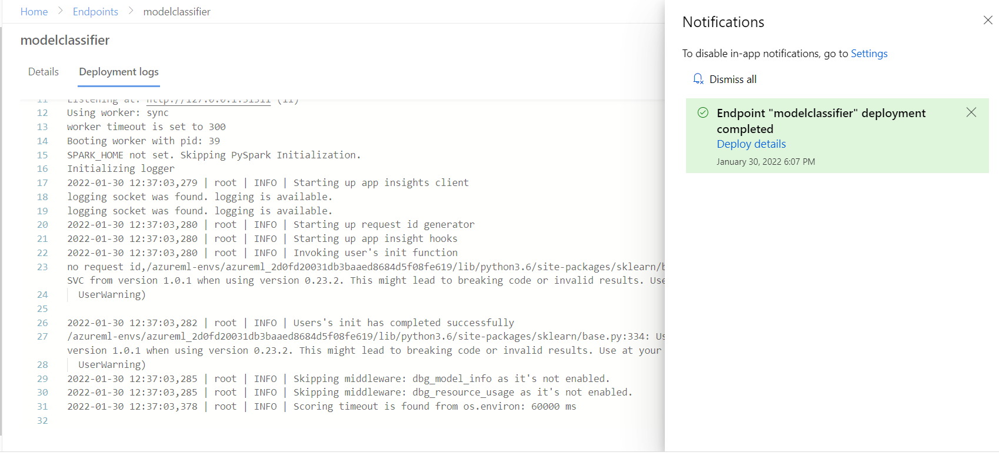 Home > Endpoints > modelclassifier
modelclassifier
Details Deployment logs
11 Listening at: http://127.0.0.1:31311 (11)
12 Using worker: sync
13 worker timeout is set to 300
14 Booting worker with pid: 39
15 SPARK_HOME not set. Skipping PySpark Initialization.
16 Initializing logger
17 2022-01-30 12:37:03,279 | root | INFO | Starting up app insights client
18 logging socket was found. logging is available.
19 logging socket was found. logging is available.
20 2022-01-30 12:37:03,280 | root | INFO | Starting up request id generator
21 2022-01-30 12:37:03,280 | root | INFO | Starting up app insight hooks
22 2022-01-30 12:37:03,280 | root | INFO | Invoking user's init function
23 no request id,/azureml-envs/azureml_2d0fd20031db3baaed8684d5f08fe619/lib/python3.6/site-packages/sklearn/b
SVC from version 1.0.1 when using version 0.23.2. This might lead to breaking code or invalid results. Use
24 UserWarning)
25
26 2022-01-30 12:37:03,282 | root | INFO | Users's init has completed successfully
27 /azureml-envs/azureml_2d0fd20031db3baaed8684d5f08fe619/lib/python3.6/site-packages/sklearn/base.py:334: Us
version 1.0.1 when using version 0.23.2. This might lead to breaking code or invalid results. Use at your
28 UserWarning)
29 2022-01-30 12:37:03,285 | root | INFO | Skipping middleware: dbg_model_info as it's not enabled.
30 2022-01-30 12:37:03,285 | root | INFO | Skipping middleware: dbg_resource_usage as it's not enabled.
31 2022-01-30 12:37:03,378 | root | INFO | Scoring timeout is found from os.environ: 60000 ms
32
Notifications
To disable in-app notifications, go to Settings
Dismiss all
Endpoint "modelclassifier" deployment
completed
Deploy details
January 30, 2022 6:07 PM